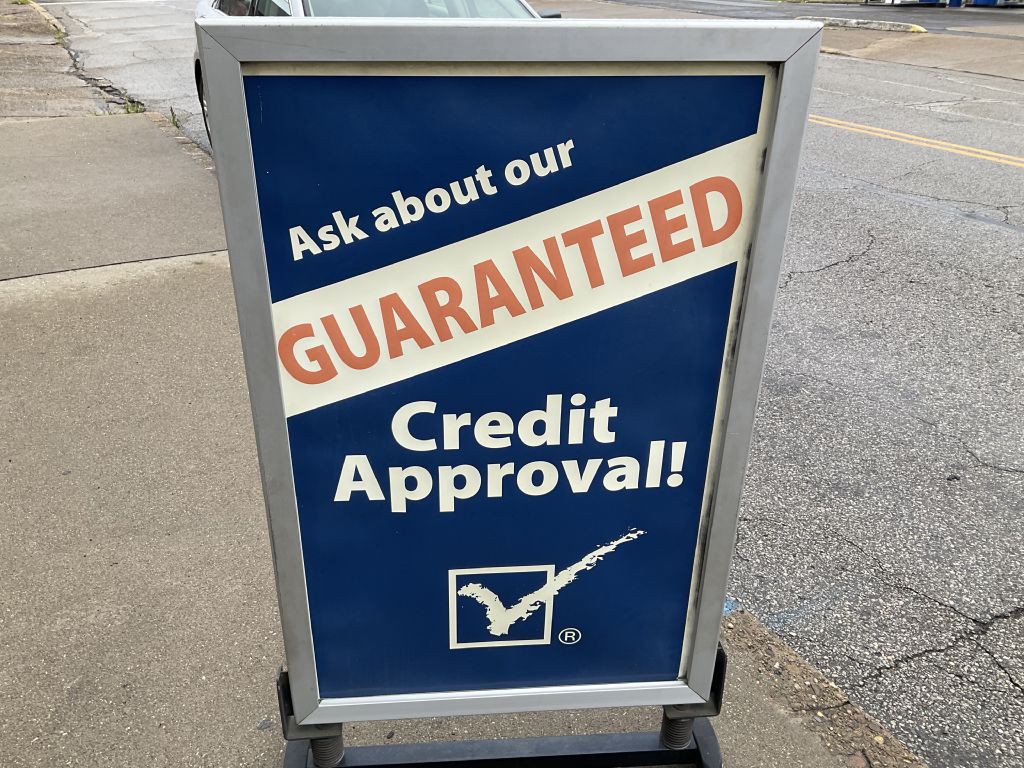 Ask about our
GUARANTEED
Credit
Approval!
®